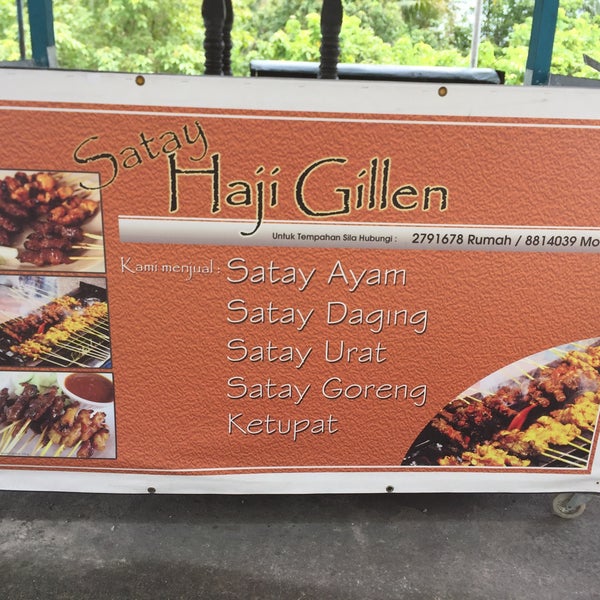 Satay
Haji Gillen
Untuk Tempahan Sila Hubungi : 2791678 Rumah / 8814039 Mo
Kami menjual : Satay Ayam
Satay Daging
Satay Urat
Satay Goreng
Ketupat